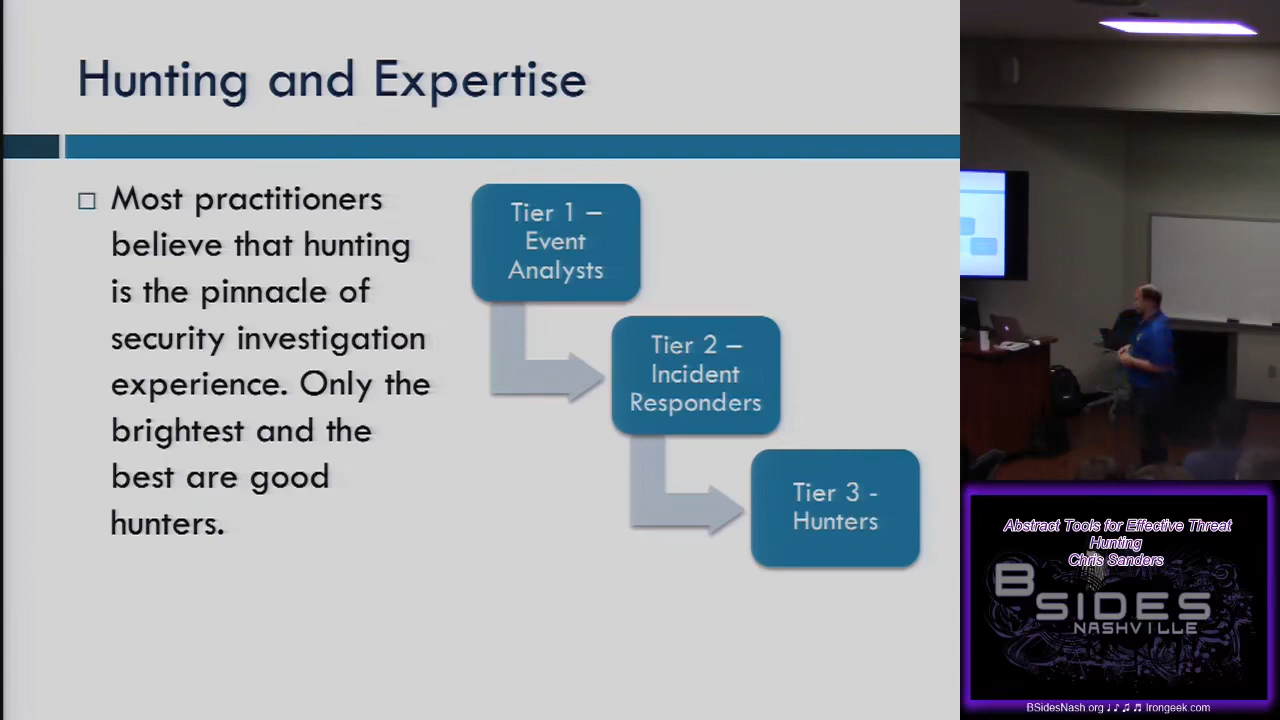 Hunting and Expertise
Most practitioners
believe that hunting
is the pinnacle of
security investigation
experience. Only the
brightest and the
best are good
hunters.
Tier 1 –
Event
Analysts
Tier 2 –
Incident
Responders
Tier 3 -
Hunters
Abstract Tools for Effective Threat
Hunting
Chris Sanders
BSIDES
NASHVILLE
BSidesNash.org ♩♪♫♬ Irongeek.com